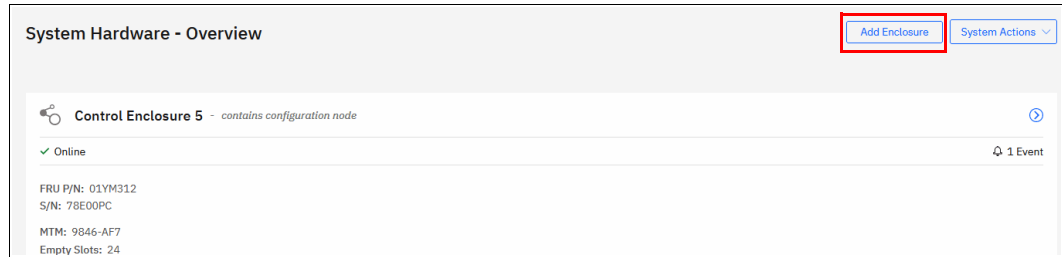 System Hardware - Overview
Add Enclosure
System Actions
Control Enclosure 5 - contains configuration node
Online
1 Event
FRU P/N: 01YM312
S/N: 78E00PC
MTM: 9846-AF7
Empty Slots: 24